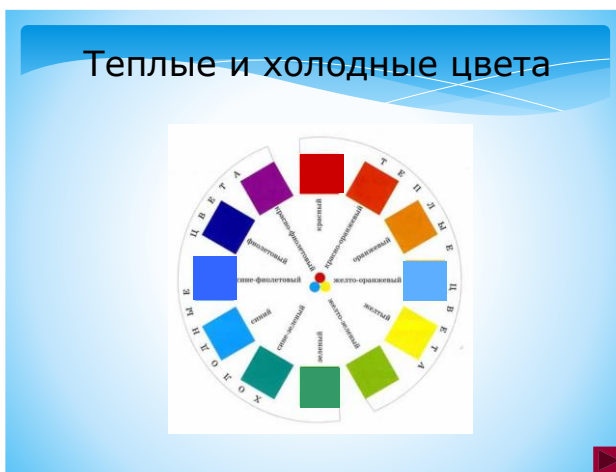 Теплые и холодные цвета
ТЕПЛЫЕ ЦВЕТА
ХОЛОДНЫЕ ЦВЕТА
красный
красно-оранжевый
оранжевый
желто-оранжевый
желтый
желто-зеленый
зеленый
сине-зеленый
синий
сине-фиолетовый
фиолетовый
красно-фиолетовый